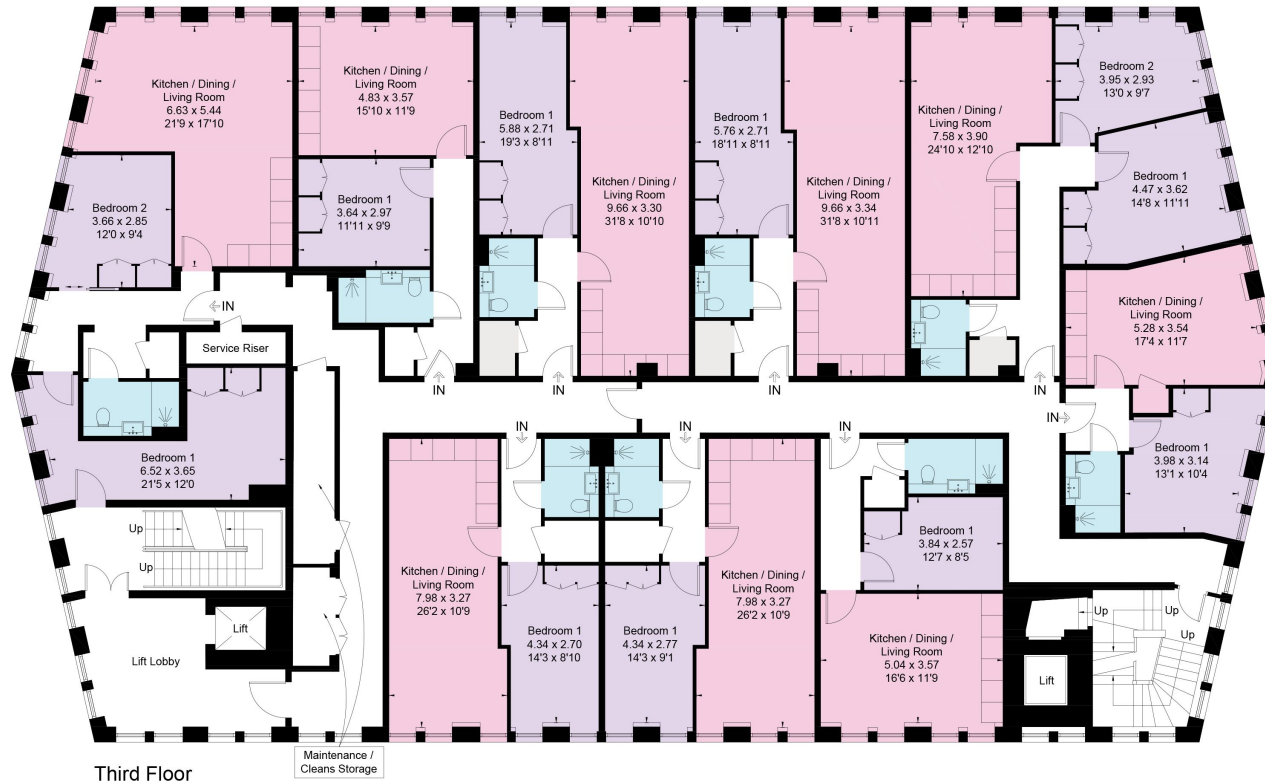 Kitchen / Dining /
Living Room
6.63 x 5.44
21'9 x 17'10
Kitchen / Dining /
Living Room
4.83 x 3.57
15'10 x 11'9
Bedroom 1
5.88 x 2.71
19'3 x 8'11
Kitchen / Dining /
Living Room
9.66 x 3.30
31'8 x 10'10
Bedroom 1
5.76 x 2.71
18'11 x 8'11
Kitchen / Dining /
Living Room
9.66 x 3.34
31'8 x 10'11
Kitchen / Dining /
Living Room
7.58 x 3.90
24'10 x 12'10
Bedroom 2
3.95 x 2.93
13'0 x 9'7
Bedroom 1
4.47 x 3.62
14'8 x 11'11
Bedroom 2
3.66 x 2.85
12'0 x 9'4
Bedroom 1
3.64 x 2.97
11'11 x 9'9
Kitchen / Dining /
Living Room
5.28 x 3.54
17'4 x 11'7
IN
Service Riser
IN
IN
IN
IN
IN
IN
IN
IN
Bedroom 1
6.52 x 3.65
21'5 x 12'0
Bedroom 1
3.98 x 3.14
13'1 x 10'4
Up
Up
Kitchen / Dining /
Living Room
7.98 x 3.27
26'2 x 10'9
Bedroom 1
4.34 x 2.70
14'3 x 8'10
Bedroom 1
4.34 x 2.77
14'3 x 9'1
Kitchen / Dining /
Living Room
7.98 x 3.27
26'2 x 10'9
Bedroom 1
3.84 x 2.57
12'7 x 8'5
Kitchen / Dining /
Living Room
5.04 x 3.57
16'6 x 11'9
Up
Up
Up
Lift
Lift Lobby
Lift
Maintenance /
Cleans Storage
Third Floor